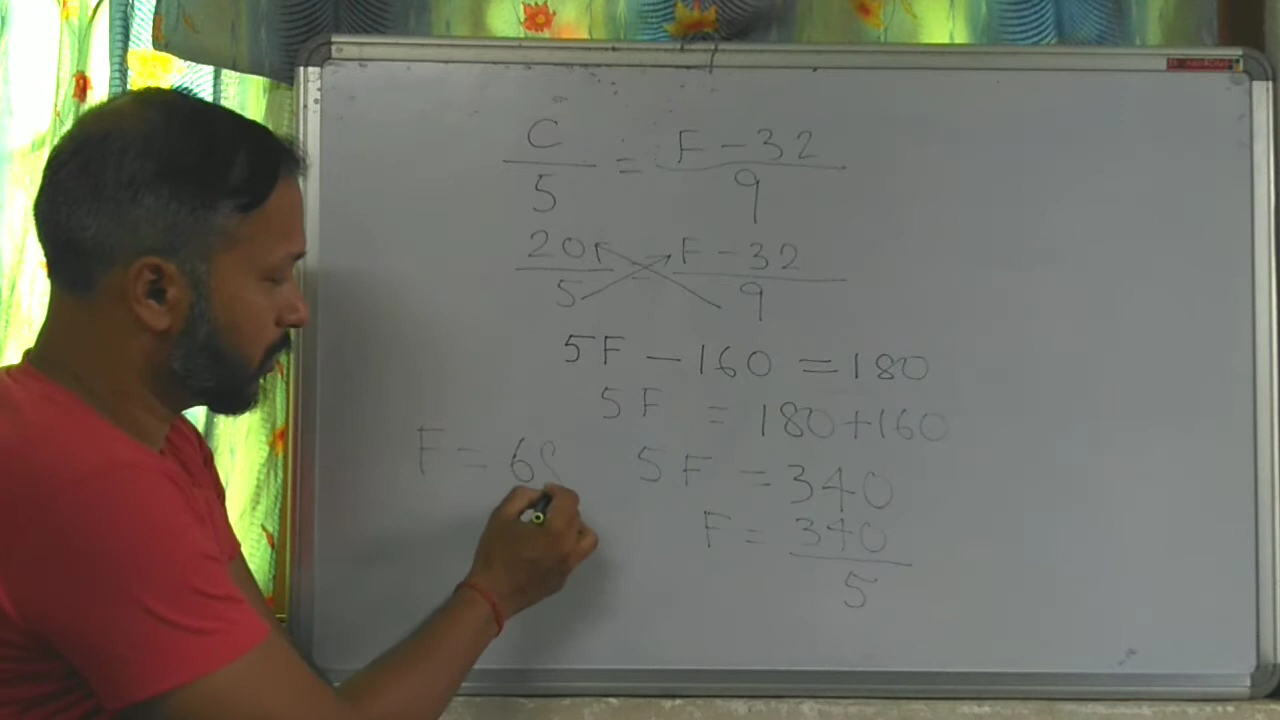 C/5 = F - 32/9
20/5 = F - 32/9
5F - 160 = 180
5F = 180 + 160
5F = 340
F = 340/5
F = 68